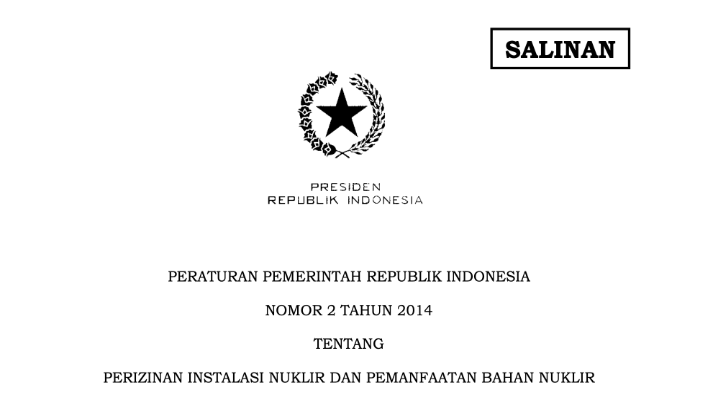 SALINAN
PRESIDEN
REPUBLIK INDONESIA
PERATURAN PEMERINTAH REPUBLIK INDONESIA
NOMOR 2 TAHUN 2014
TENTANG
PERIZINAN INSTALASI NUKLIR DAN PEMANFAATAN BAHAN NUKLIR